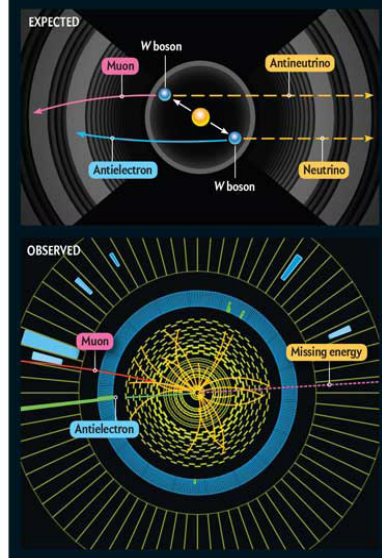 EXPECTED
W boson
Muon
Antineutrino
Antielectron
W boson
Neutrino
OBSERVED
Muon
Missing energy
Antielectron